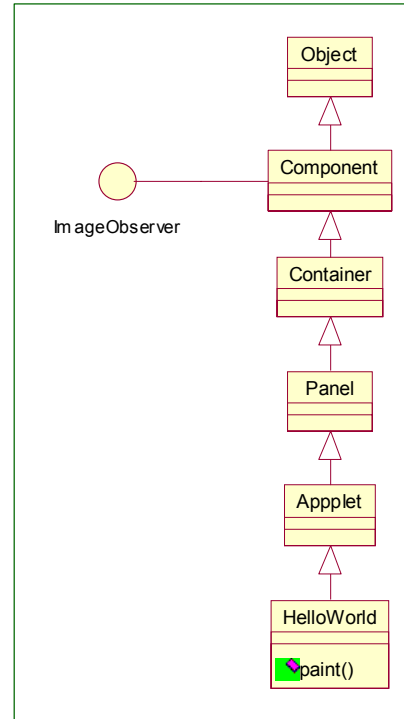 Object
Component
ImageObserver
Container
Panel
Appplet
HelloWorld
paint()